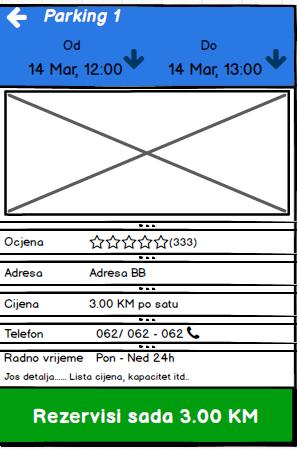 Parking 1
Od Do
14 Mar, 12:00 14 Mar, 13:00
Ocjena (333)
Adresa Adresa BB
Cijena 3.00 KM po satu
Telefon 062/ 062 - 062
Radno vrijeme Pon - Ned 24h
Jos detalja...... Lista cijena, kapacitet itd..
Rezervisi sada 3.00 KM